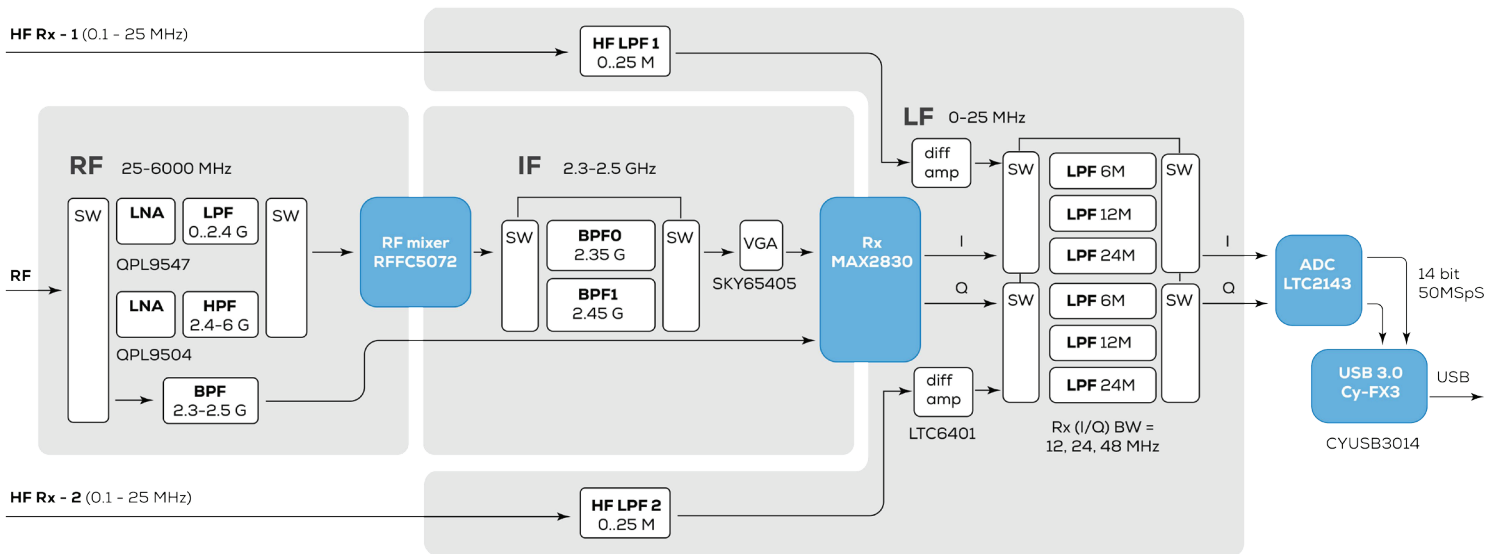 HF Rx - 1 (0.1 - 25 MHz)
HF LPF 1
0..25 M
LF 0-25 MHz
diff
amp
SW
LPF 6M
LPF 12M
LPF 24M
SW
RF 25-6000 MHz
SW
LNA
LPF
0..2.4 G
SW
QPL9547
RF
LNA
HPF
2.4-6 G
QPL9504
BPF
2.3-2.5 G
RF mixer
RFFC5072
IF 2.3-2.5 GHz
SW
BPF0
2.35 G
BPF1
2.45 G
SW
VGA
SKY65405
Rx
MAX2830
I
Q
SW
LPF 6M
LPF 12M
LPF 24M
SW
diff
amp
LTC6401
Rx (I/Q) BW =
12, 24, 48 MHz
I
Q
ADC
LTC2143
14 bit
50MSpS
USB 3.0
Cy-FX3
USB
CYUSB3014
HF Rx - 2 (0.1 - 25 MHz)
HF LPF 2
0..25 M